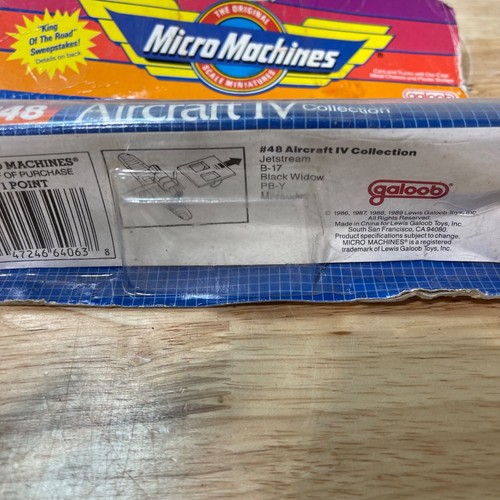 "King
Of The Road"
Sweepstakes!
Details on back
THE ORIGINAL
Micro Machines
SCALE MINIATURES
galoob
#48 Aircraft IV Collection
MACHINES®
OF PURCHASE
1 POINT
47246 64063 8
#48 Aircraft IV Collection
Jetstream
B-17
Black Widow
PB-Y
galoob®
© 1986, 1987, 1988, 1989 Lewis Galoob Toys, Inc.
All Rights Reserved.
Made in China for Lewis Galoob Toys, Inc.
South San Francisco, CA 94080
Product specifications subject to change.
MICRO MACHINES® is a registered
trademark of Lewis Galoob Toys, Inc.